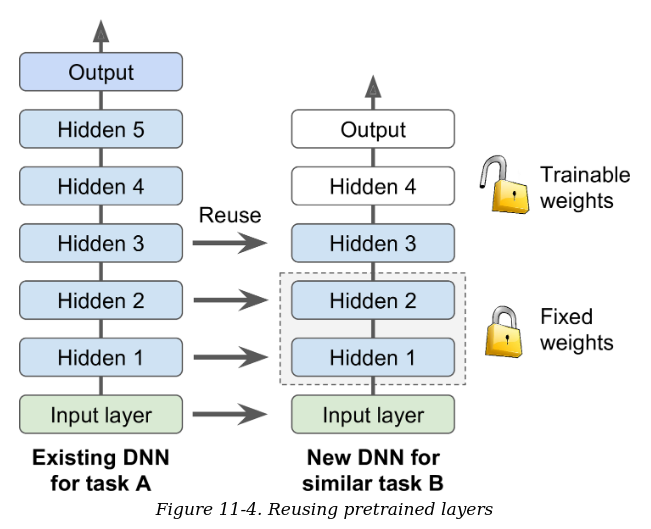 Output
Hidden 5
Hidden 4
Hidden 3
Hidden 2
Hidden 1
Input layer
Existing DNN
for task A
Reuse
Output
Hidden 4
Hidden 3
Hidden 2
Hidden 1
Input layer
New DNN for
similar task B
Trainable
weights
Fixed
weights
Figure 11-4. Reusing pretrained layers